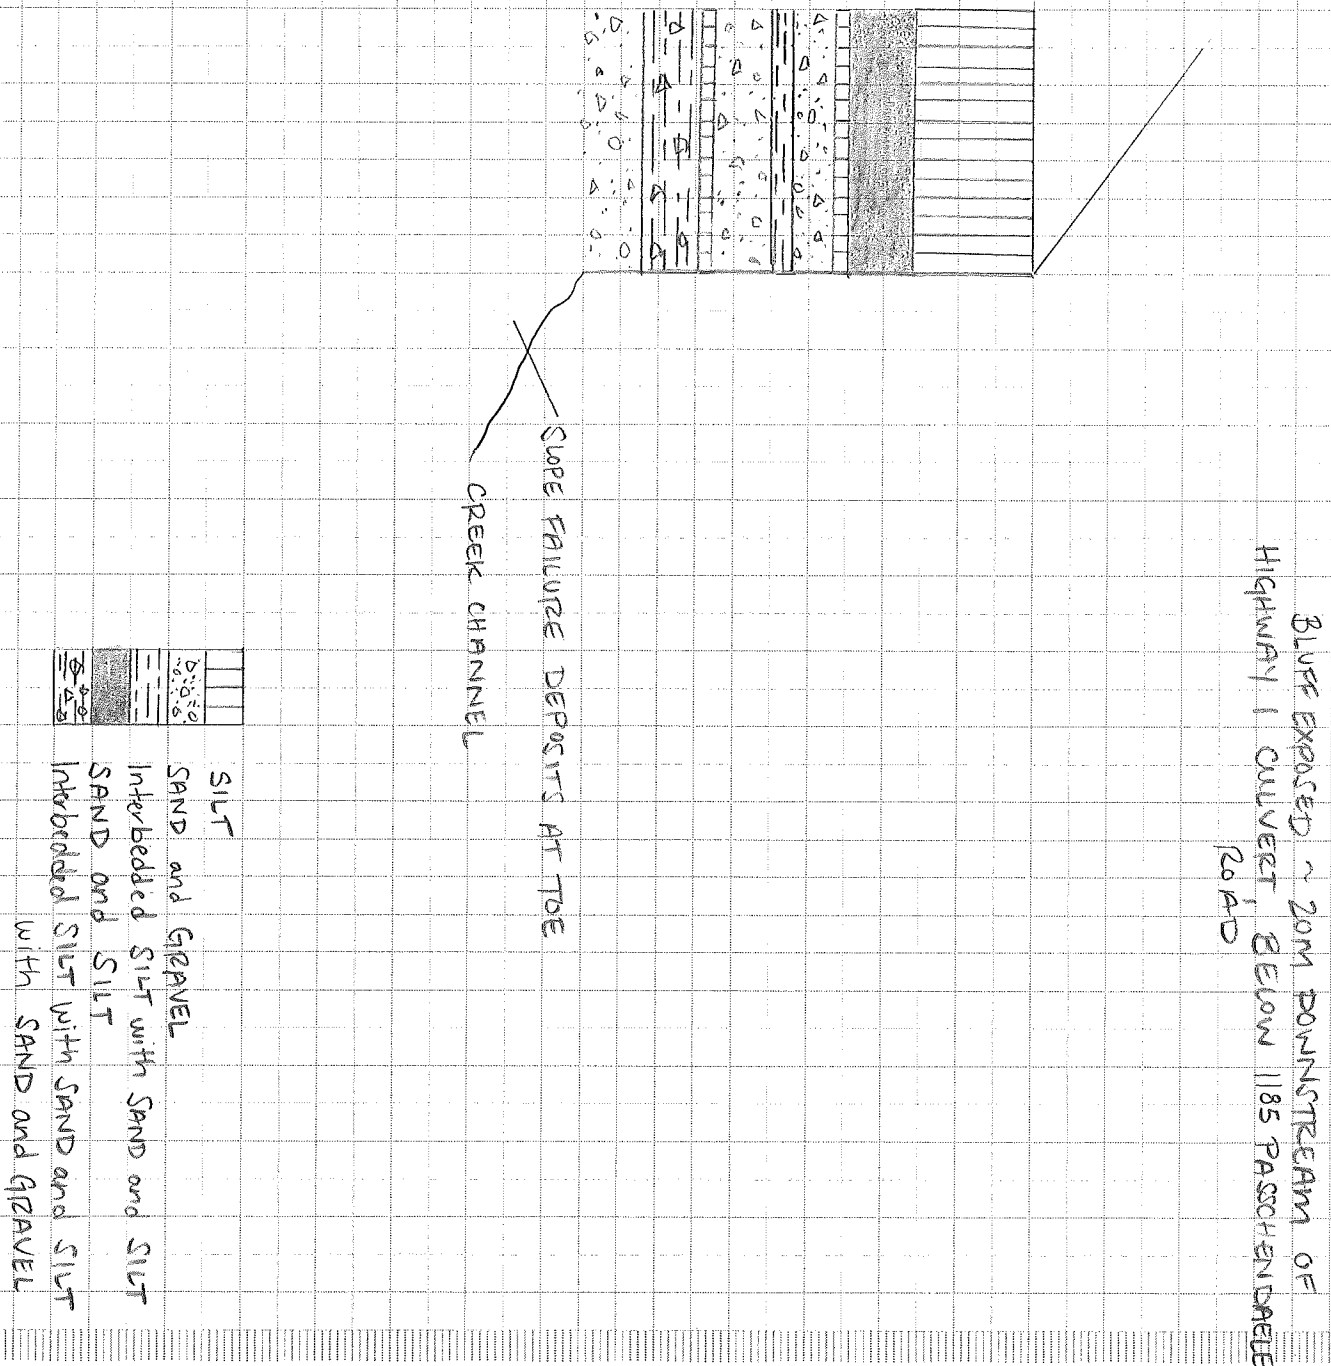 BLUFF EXPOSED ~ 20M DOWNSTREAM OF
HIGHWAY 1 CULVERT, BELOW 1185 PASSCHENDAELE
ROAD
SLOPE FAILURE DEPOSITS AT TOE
CREEK CHANNEL
SILT
SAND and GRAVEL
Interbedded SILT with SAND and SILT
SAND and SILT
Interbedded SILT with SAND and SILT
with SAND and GRAVEL